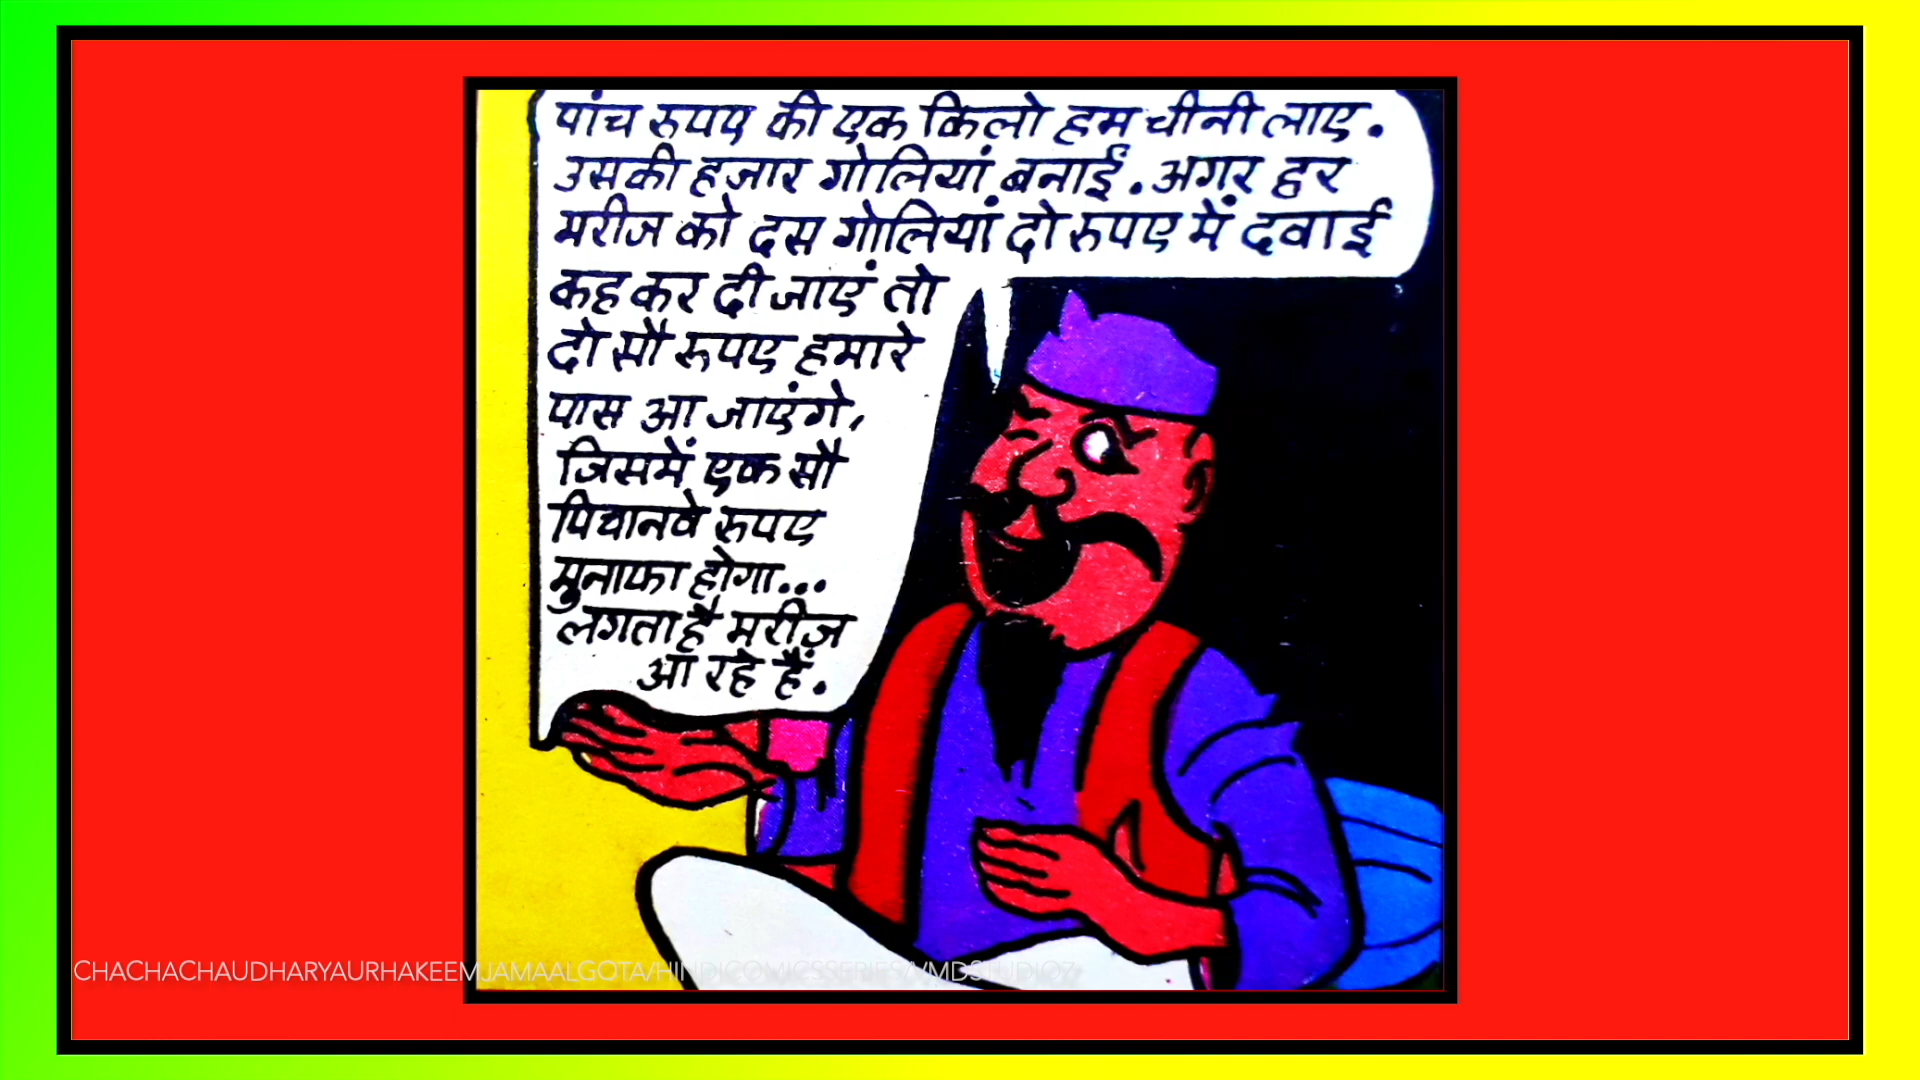 पांच रुपए की एक किलो हम चीनी लाए.
उसकी हजार गोलियां बनाईं. अगर हर
मरीज को दस गोलियां दो रुपए में दवाई
कह कर दी जाएं तो
दो सौ रुपए हमारे
पास आ जाएंगे,
जिसमें एक सौ
पिचानवे रुपए
मुनाफा होगा...
लगता है मरीज़
आ रहे हैं.
CHACHACHAUDHARYAURHAKEEMJAMAALGOTA/HINDICOMICSSERIES/VMDSTUDIOZ